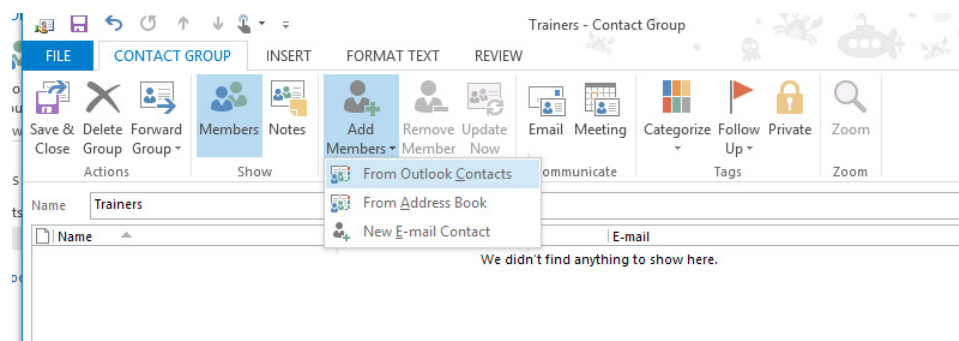 Trainers - Contact Group
FILE CONTACT GROUP INSERT FORMAT TEXT REVIEW
Save & Close
Delete Group
Forward Group
Members
Notes
Add Members
Remove Member
Update Now
Email
Meeting
Categorize
Follow Up
Private
Zoom
Actions
Show
ommunicate
Tags
Zoom
From Outlook Contacts
From Address Book
New E-mail Contact
Name Trainers
Name E-mail
We didn't find anything to show here.